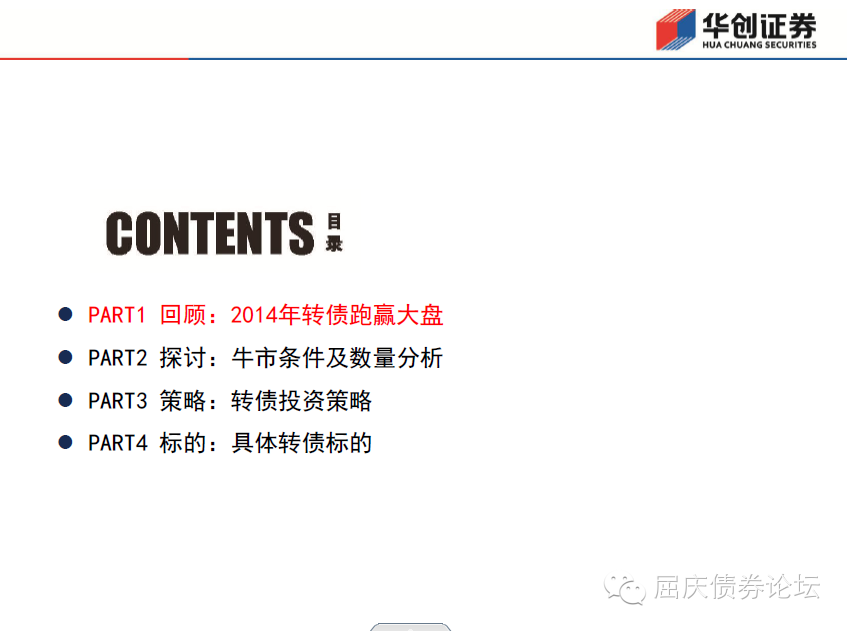 华创证券
HUA CHUANG SECURITIES
CONTENTS 目录
PART1 回顾：2014年转债跑赢大盘
PART2 探讨：牛市条件及数量分析
PART3 策略：转债投资策略
PART4 标的：具体转债标的
屈庆债券论坛